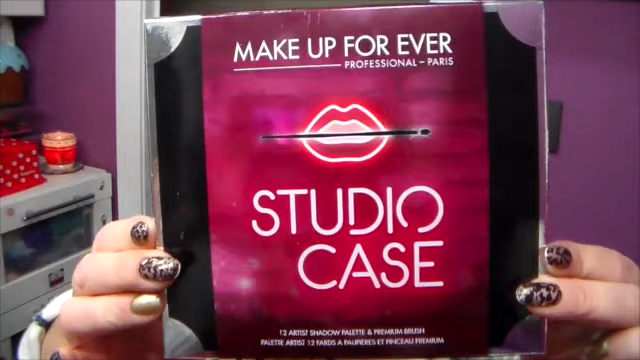 MAKE UP FOR EVER
PROFESSIONAL – PARIS
STUDIO
CASE
12 ARTIST SHADOW PALETTE & PREMIUM BRUSH
PALETTE ARTIST 12 FARDS A PAUPIÈRES ET PINCEAU PREMIUM